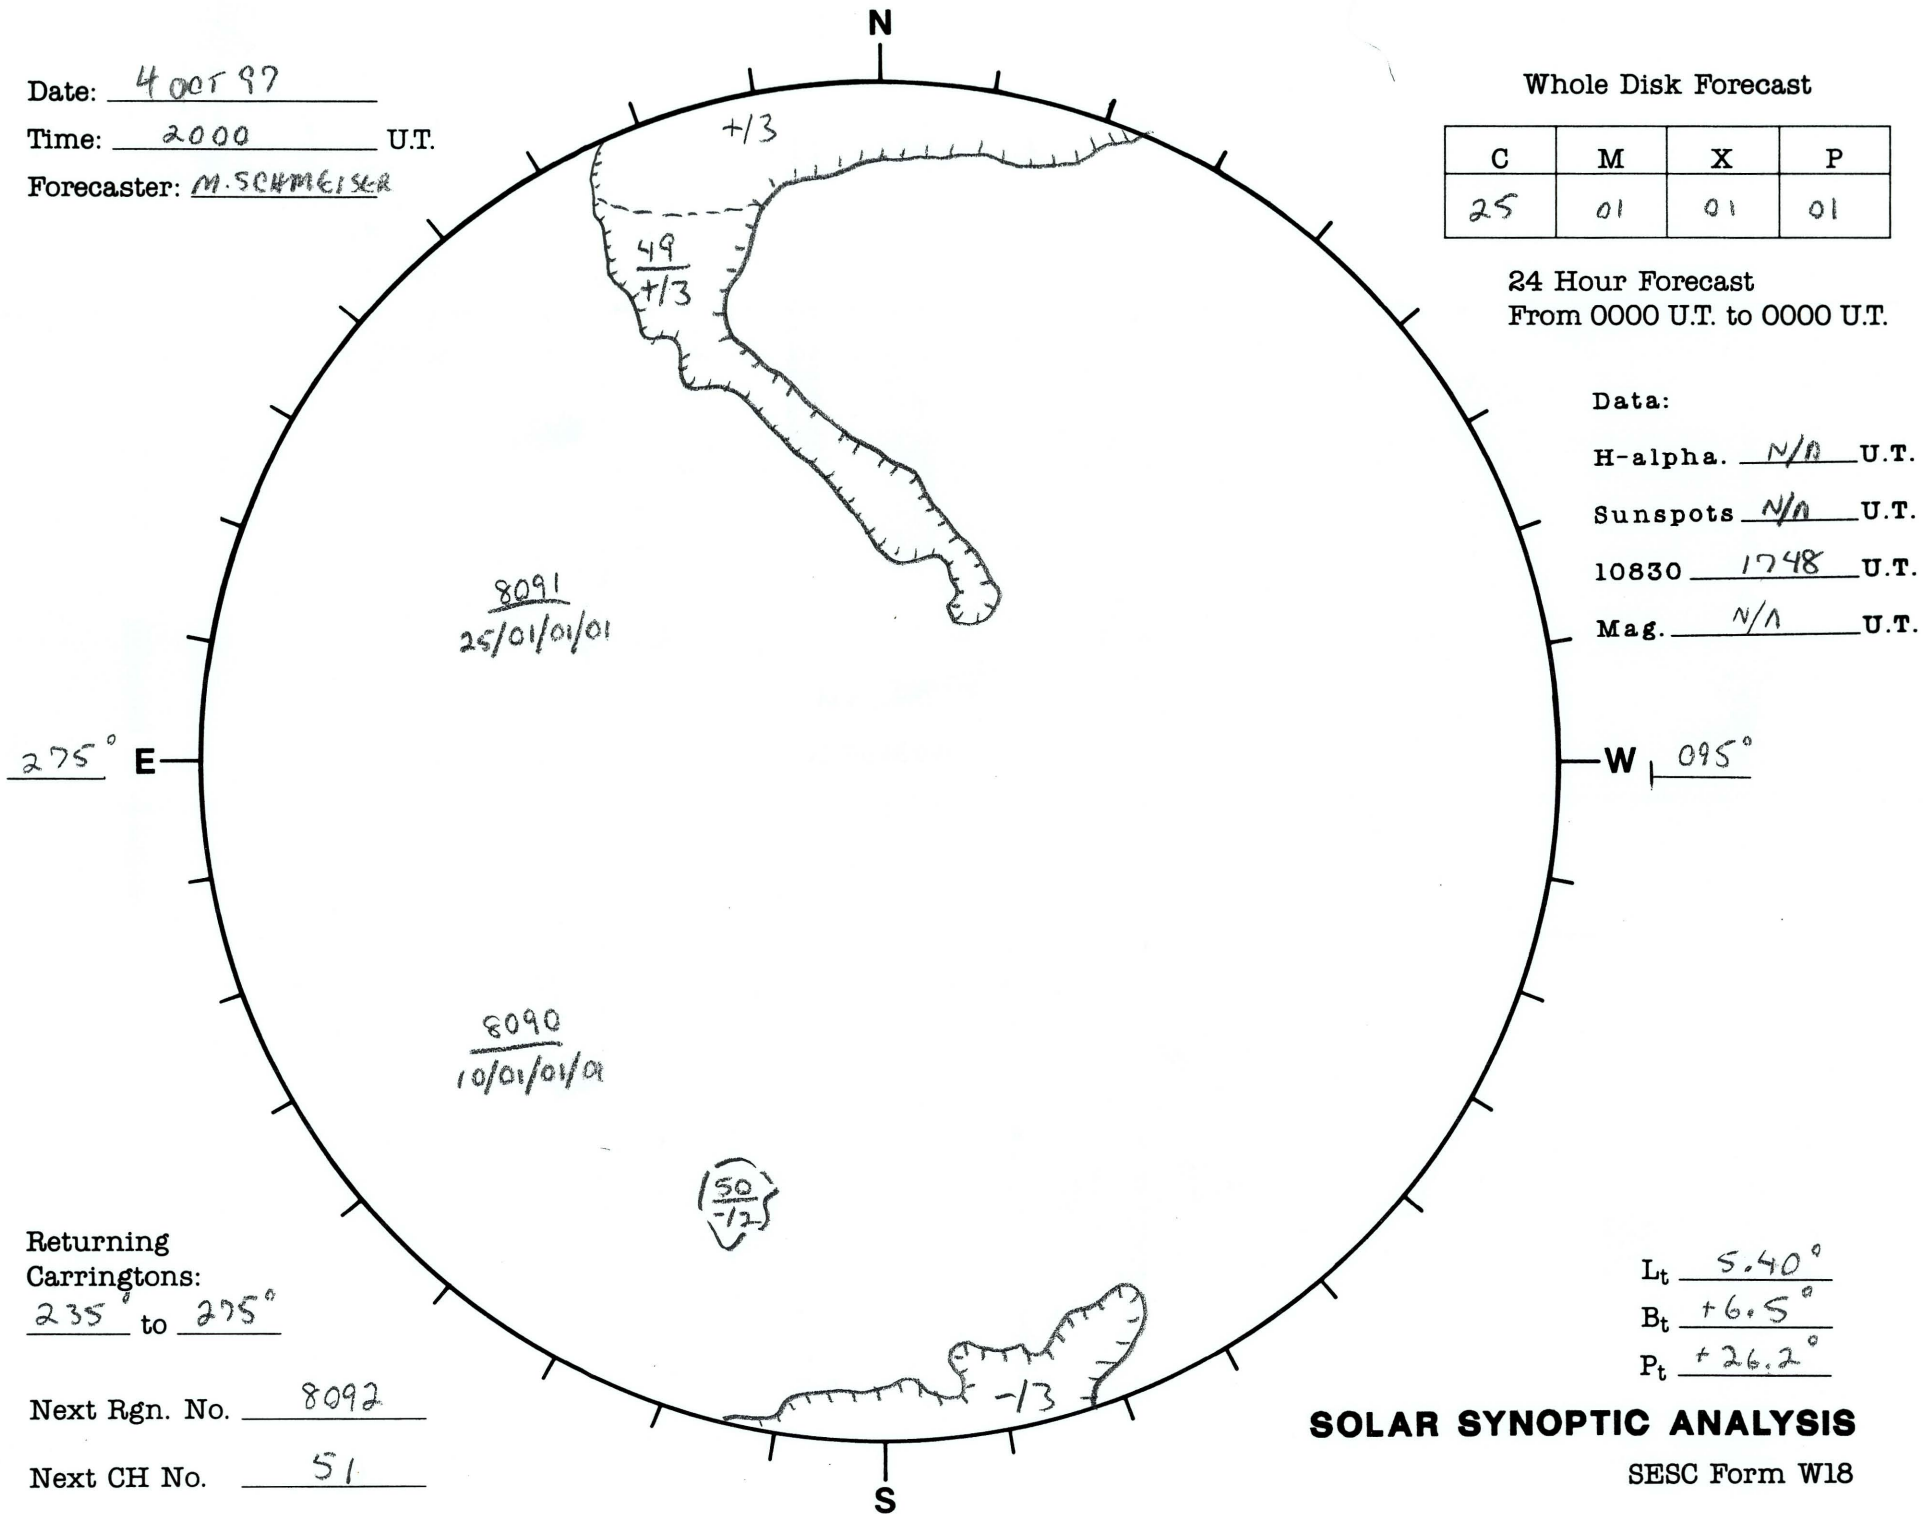 N
Date: 4 OCT 97
Time: 2000 U.T.
Forecaster: M. SCHMEISER
Whole Disk Forecast
C M X P
25 01 01 01
24 Hour Forecast
From 0000 U.T. to 0000 U.T.
Data:
H-alpha. N/A U.T.
Sunspots N/A U.T.
10830 1748 U.T.
Mag. N/A U.T.
+/3
49
+/3
8091
25/01/01/01
275° E
W 095°
8090
10/01/01/01
50
-/2
-/3
Returning
Carringtons:
235° to 275°
Next Rgn. No. 8092
Next CH No. 51
S
Lt 5.40°
Bt +6.5°
Pt +26.2°
SOLAR SYNOPTIC ANALYSIS
SESC Form W18